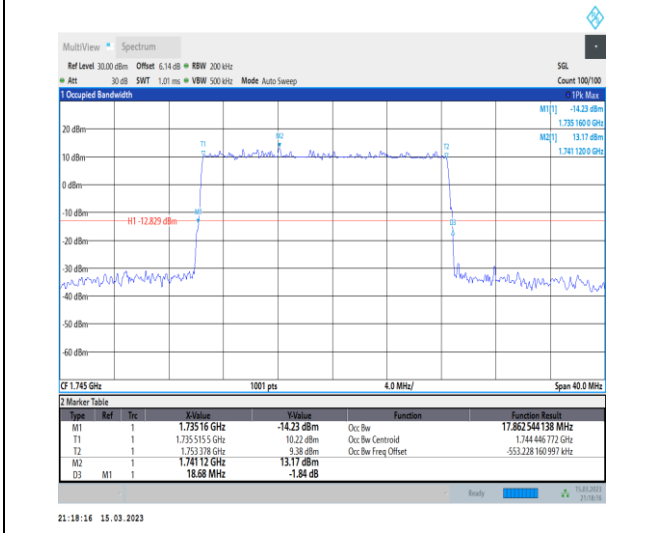 MultiView Spectrum
Ref Level 30.00 dBm Offset 6.14 dB RBW 200 kHz SGL
Att 30 dB SWT 1.01 ms VBW 500 kHz Mode Auto Sweep Count 100/100
1 Occupied Bandwidth 1Pk Max
M1[1] -14.23 dBm
1.735 160 0 GHz
M2[1] 13.17 dBm
1.741 120 0 GHz
20 dBm
M2
T1
T2
10 dBm
0 dBm
-10 dBm
M1
H1 -12.829 dBm
D3
-20 dBm
-30 dBm
-40 dBm
-50 dBm
-60 dBm
CF 1.745 GHz 1001 pts 4.0 MHz/ Span 40.0 MHz
2 Marker Table
Type Ref Trc X-Value Y-Value Function Function Result
M1 1 1.73516 GHz -14.23 dBm Occ Bw 17.862 544 138 MHz
T1 1 1.735 515 5 GHz 10.22 dBm Occ Bw Centroid 1.744 446 772 GHz
T2 1 1.753 378 GHz 9.38 dBm Occ Bw Freq Offset -553.228 160 997 kHz
M2 1 1.74112 GHz 13.17 dBm
D3 M1 1 18.68 MHz -1.84 dB
Ready 15.03.2023
21:18:16
21:18:16 15.03.2023